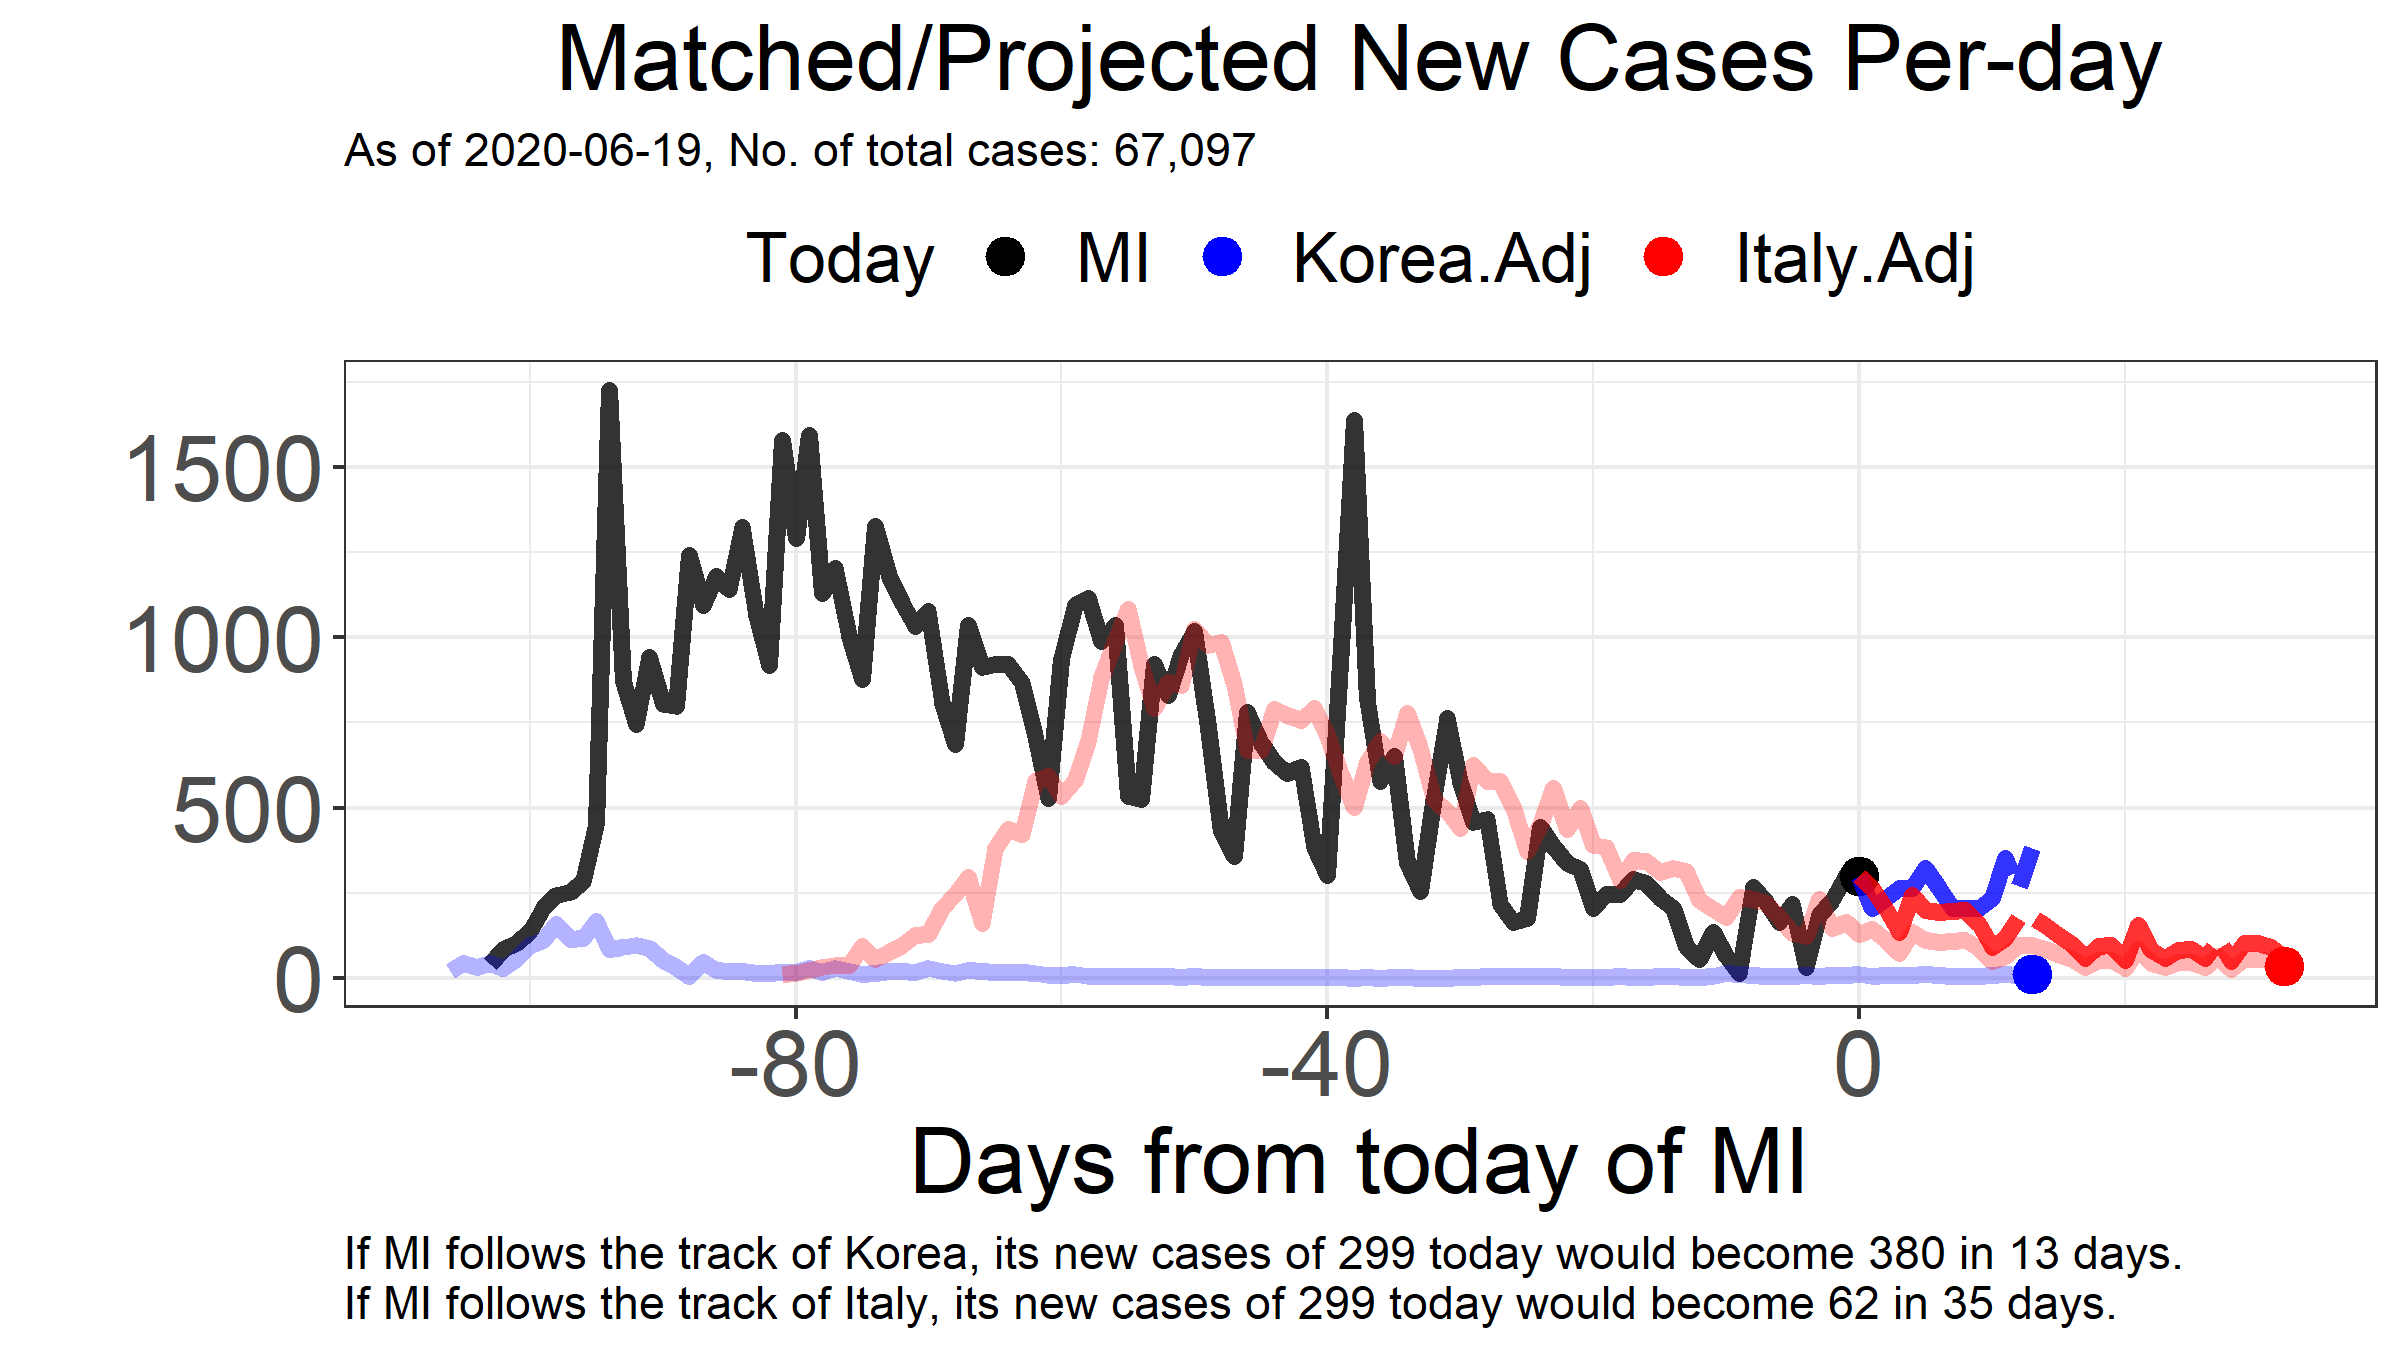 Matched/Projected New Cases Per-day
As of 2020-06-19, No. of total cases: 67,097
Today MI Korea.Adj Italy.Adj
1500
1000
500
0
-80 -40 0
Days from today of MI
If MI follows the track of Korea, its new cases of 299 today would become 380 in 13 days.
If MI follows the track of Italy, its new cases of 299 today would become 62 in 35 days.